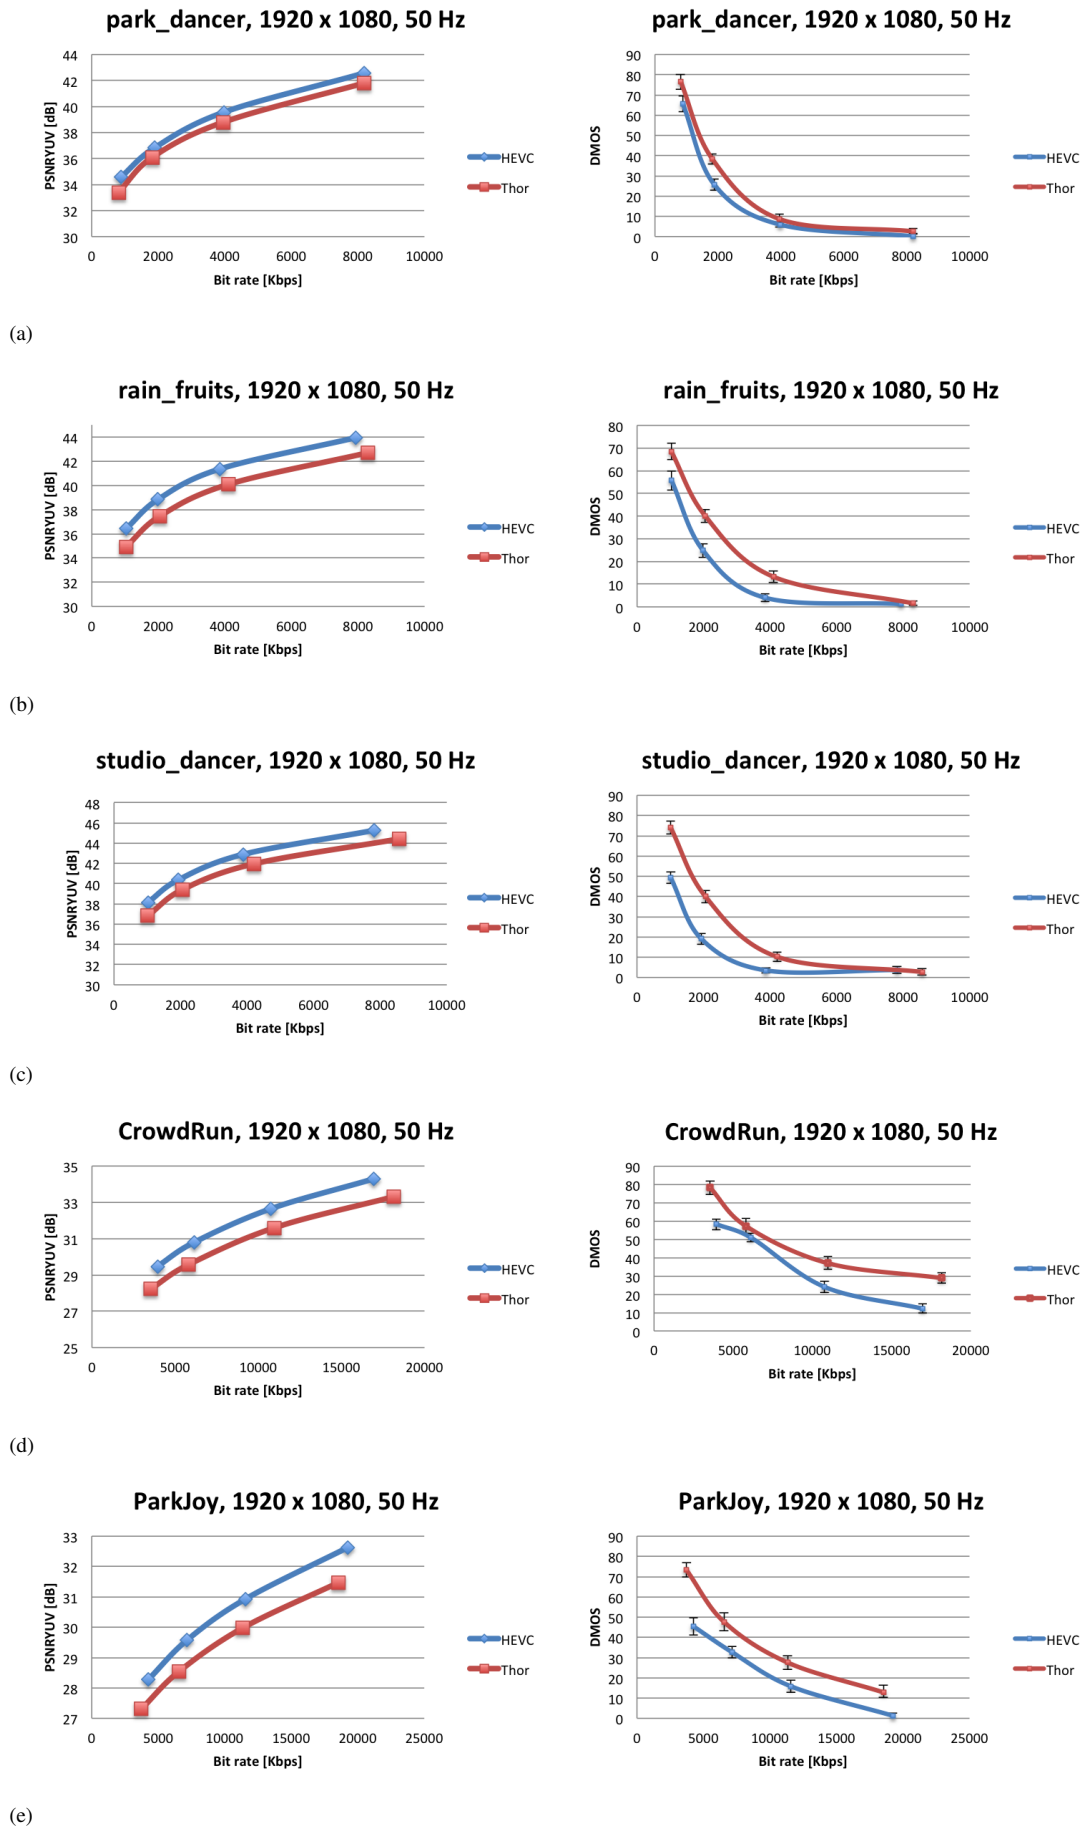 park_dancer, 1920 x 1080, 50 Hz
44
42
40
38
36
34
32
30
PSNRYUV [dB]
0 2000 4000 6000 8000 10000
Bit rate [Kbps]
HEVC
Thor
park_dancer, 1920 x 1080, 50 Hz
90
80
70
60
50
40
30
20
10
0
DMOS
0 2000 4000 6000 8000 10000
Bit rate [Kbps]
HEVC
Thor
(a)
rain_fruits, 1920 x 1080, 50 Hz
44
42
40
38
36
34
32
30
PSNRYUV [dB]
0 2000 4000 6000 8000 10000
Bit rate [Kbps]
HEVC
Thor
rain_fruits, 1920 x 1080, 50 Hz
80
70
60
50
40
30
20
10
0
DMOS
0 2000 4000 6000 8000 10000
Bit rate [Kbps]
HEVC
Thor
(b)
studio_dancer, 1920 x 1080, 50 Hz
48
46
44
42
40
38
36
34
32
30
PSNRYUV [dB]
0 2000 4000 6000 8000 10000
Bit rate [Kbps]
HEVC
Thor
studio_dancer, 1920 x 1080, 50 Hz
90
80
70
60
50
40
30
20
10
0
DMOS
0 2000 4000 6000 8000 10000
Bit rate [Kbps]
HEVC
Thor
(c)
CrowdRun, 1920 x 1080, 50 Hz
35
33
31
29
27
25
PSNRYUV [dB]
0 5000 10000 15000 20000
Bit rate [Kbps]
HEVC
Thor
CrowdRun, 1920 x 1080, 50 Hz
90
80
70
60
50
40
30
20
10
0
DMOS
0 5000 10000 15000 20000
Bit rate [Kbps]
HEVC
Thor
(d)
ParkJoy, 1920 x 1080, 50 Hz
33
32
31
30
29
28
27
PSNRYUV [dB]
0 5000 10000 15000 20000 25000
Bit rate [Kbps]
HEVC
Thor
ParkJoy, 1920 x 1080, 50 Hz
90
80
70
60
50
40
30
20
10
0
DMOS
0 5000 10000 15000 20000 25000
Bit rate [Kbps]
HEVC
Thor
(e)